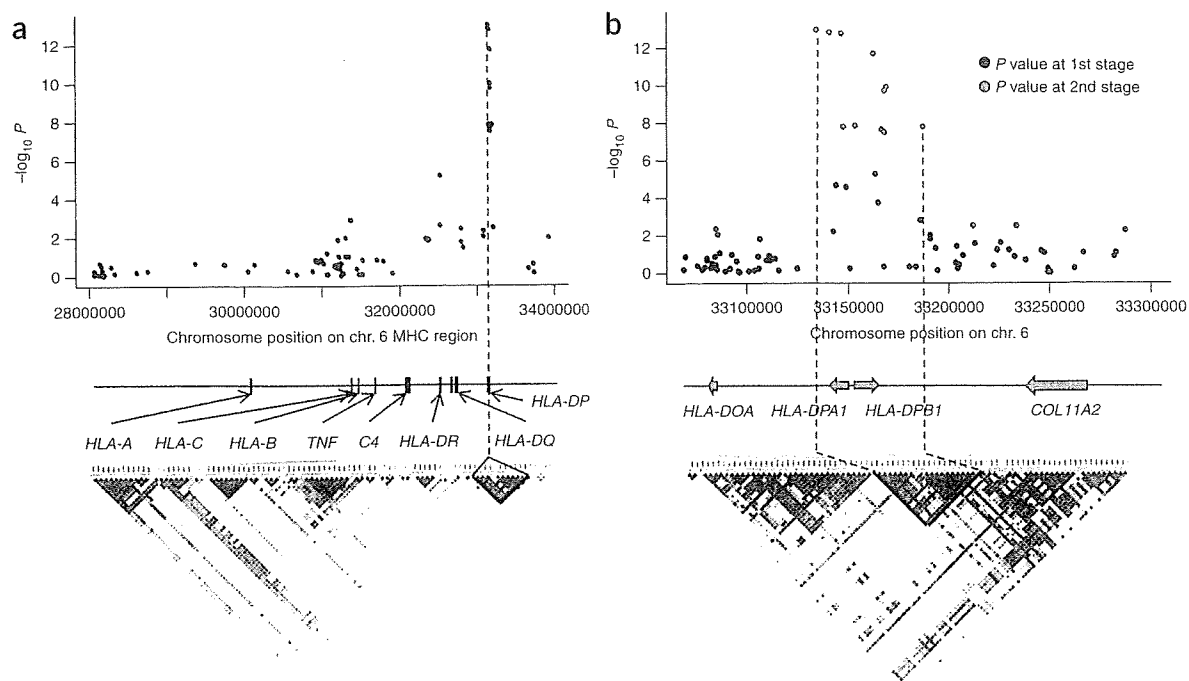 a
12
10
8
6
4
2
0
–log10 P
28000000 30000000 32000000 34000000
Chromosome position on chr. 6 MHC region
HLA-DP
HLA-A HLA-C HLA-B TNF C4 HLA-DR HLA-DQ
b
P value at 1st stage
P value at 2nd stage
12
10
8
6
4
2
0
–log10 P
33100000 33150000 33200000 33250000 33300000
Chromosome position on chr. 6
HLA-DOA HLA-DPA1 HLA-DPB1 COL11A2